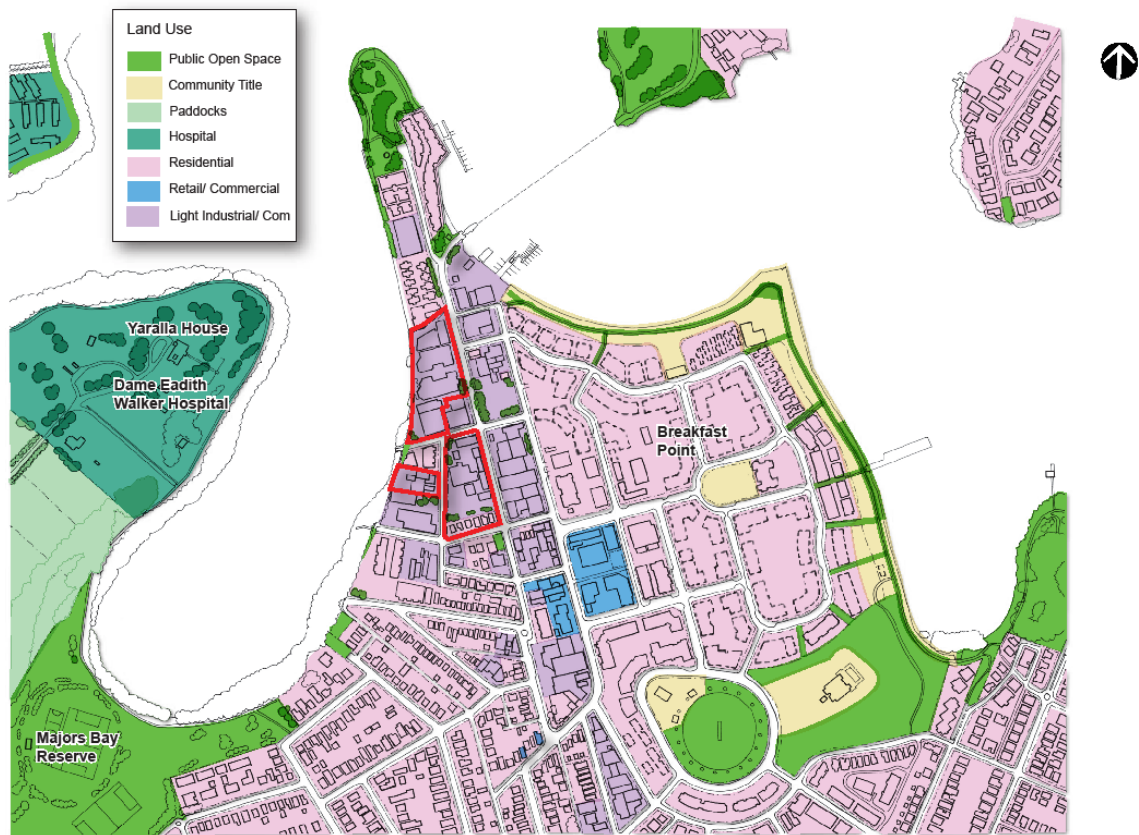 Land Use
Public Open Space
Community Title
Paddocks
Hospital
Residential
Retail/ Commercial
Light Industrial/ Com
Yaralla House
Dame Eadith
Walker Hospital
Breakfast
Point
Majors Bay
Reserve